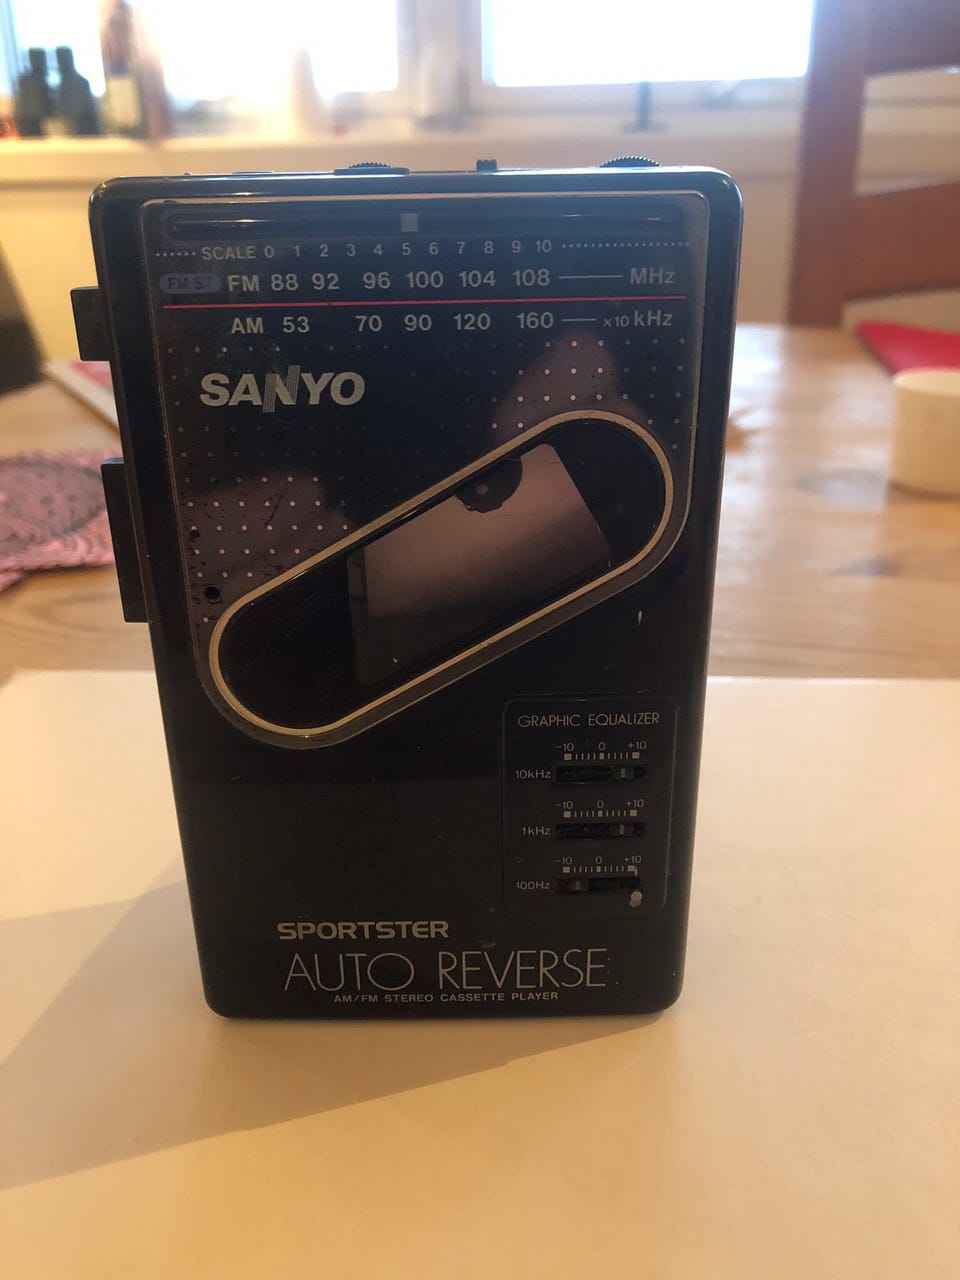 SCALE 0 1 2 3 4 5 6 7 8 9 10
FM ST FM 88 92 96 100 104 108 MHz
AM 53 70 90 120 160 x10 kHz
SANYO
GRAPHIC EQUALIZER
-10 0 +10
10kHz
-10 0 +10
1kHz
-10 0 +10
100Hz
SPORTSTER
AUTO REVERSE
AM/FM STEREO CASSETTE PLAYER